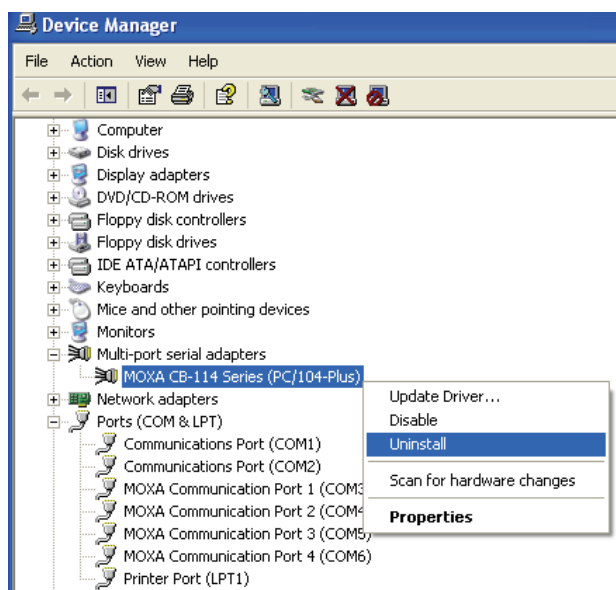 Device Manager
File Action View Help
Computer
Disk drives
Display adapters
DVD/CD-ROM drives
Floppy disk controllers
Floppy disk drives
IDE ATA/ATAPI controllers
Keyboards
Mice and other pointing devices
Monitors
Multi-port serial adapters
MOXA CB-114 Series (PC/104-Plus)
Network adapters
Ports (COM & LPT)
Communications Port (COM1)
Communications Port (COM2)
MOXA Communication Port 1 (COM3
MOXA Communication Port 2 (COM4
MOXA Communication Port 3 (COM5)
MOXA Communication Port 4 (COM6)
Printer Port (LPT1)
Update Driver...
Disable
Uninstall
Scan for hardware changes
Properties